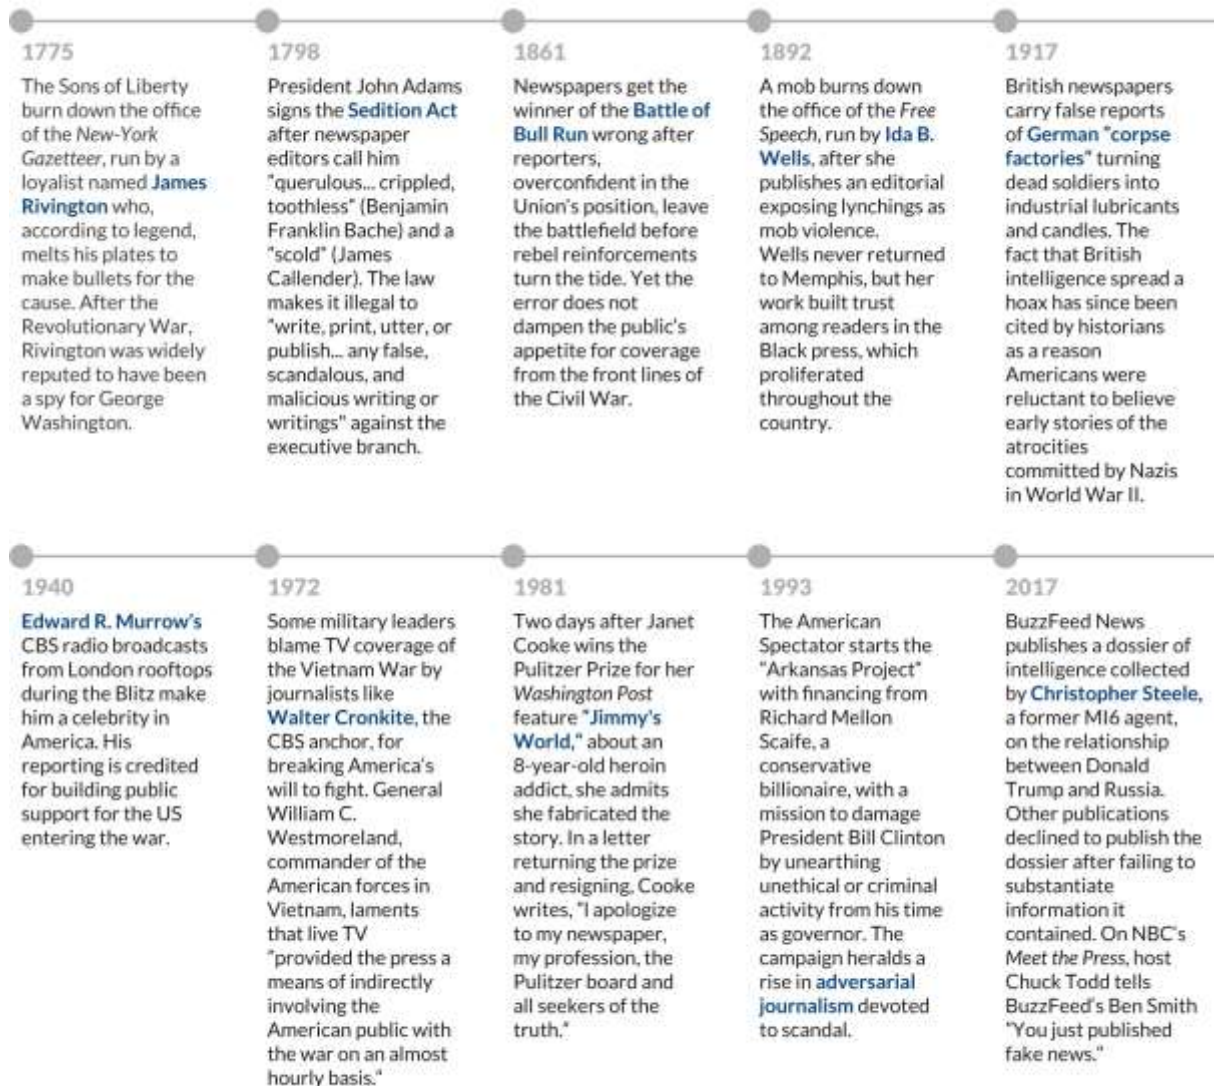 1775
The Sons of Liberty
burn down the office
of the New-York
Gazetteer, run by a
loyalist named James
Rivington who,
according to legend,
melts his plates to
make bullets for the
cause. After the
Revolutionary War,
Rivington was widely
reputed to have been
a spy for George
Washington.
1798
President John Adams
signs the Sedition Act
after newspaper
editors call him
"querulous... crippled,
toothless" (Benjamin
Franklin Bache) and a
"scold" (James
Callender). The law
makes it illegal to
"write, print, utter, or
publish... any false,
scandalous, and
malicious writing or
writings" against the
executive branch.
1861
Newspapers get the
winner of the Battle of
Bull Run wrong after
reporters,
overconfident in the
Union's position, leave
the battlefield before
rebel reinforcements
turn the tide. Yet the
error does not
dampen the public's
appetite for coverage
from the front lines of
the Civil War.
1892
A mob burns down
the office of the Free
Speech, run by Ida B.
Wells, after she
publishes an editorial
exposing lynchings as
mob violence.
Wells never returned
to Memphis, but her
work built trust
among readers in the
Black press, which
proliferated
throughout the
country.
1917
British newspapers
carry false reports
of German "corpse
factories" turning
dead soldiers into
industrial lubricants
and candles. The
fact that British
intelligence spread a
hoax has since been
cited by historians
as a reason
Americans were
reluctant to believe
early stories of the
atrocities
committed by Nazis
in World War II.
1940
Edward R. Murrow's
CBS radio broadcasts
from London rooftops
during the Blitz make
him a celebrity in
America. His
reporting is credited
for building public
support for the US
entering the war.
1972
Some military leaders
blame TV coverage of
the Vietnam War by
journalists like
Walter Cronkite, the
CBS anchor, for
breaking America's
will to fight. General
William C.
Westmoreland,
commander of the
American forces in
Vietnam, laments
that live TV
"provided the press a
means of indirectly
involving the
American public with
the war on an almost
hourly basis."
1981
Two days after Janet
Cooke wins the
Pulitzer Prize for her
Washington Post
feature "Jimmy's
World," about an
8-year-old heroin
addict, she admits
she fabricated the
story. In a letter
returning the prize
and resigning, Cooke
writes, "I apologize
to my newspaper,
my profession, the
Pulitzer board and
all seekers of the
truth."
1993
The American
Spectator starts the
"Arkansas Project"
with financing from
Richard Mellon
Scaife, a
conservative
billionaire, with a
mission to damage
President Bill Clinton
by unearthing
unethical or criminal
activity from his time
as governor. The
campaign heralds a
rise in adversarial
journalism devoted
to scandal.
2017
BuzzFeed News
publishes a dossier of
intelligence collected
by Christopher Steele,
a former MI6 agent,
on the relationship
between Donald
Trump and Russia.
Other publications
declined to publish the
dossier after failing to
substantiate
information it
contained. On NBC's
Meet the Press, host
Chuck Todd tells
BuzzFeed's Ben Smith
"You just published
fake news."